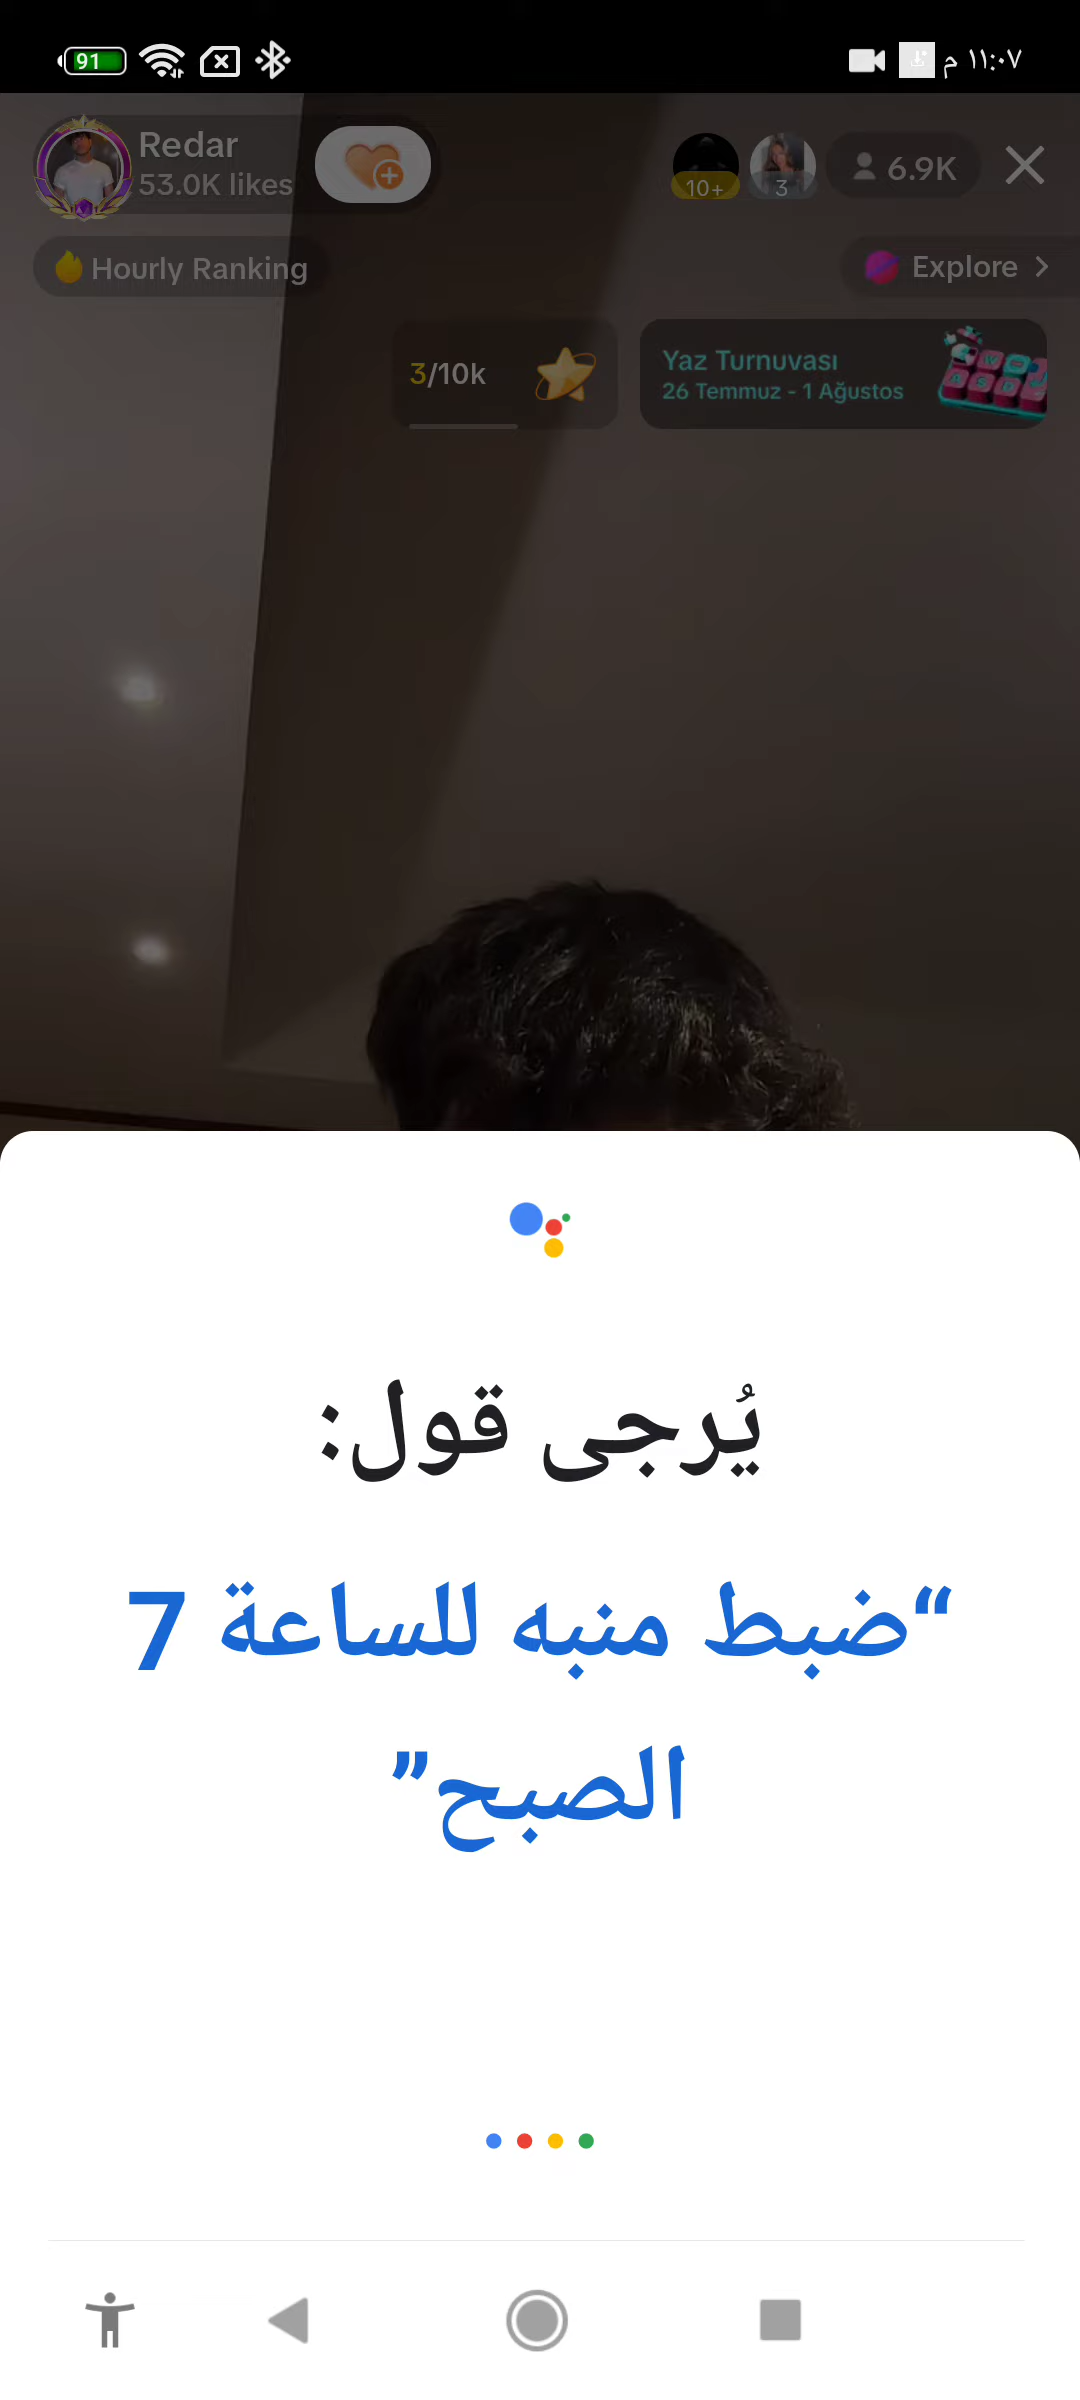 91
١١:٠٧ م
Redar
53.0K likes
10+
3
6.9K
Hourly Ranking
Explore
3/10k
Yaz Turnuvası
26 Temmuz - 1 Ağustos
يُرجى قول:
“ضبط منبه للساعة 7
الصبح”